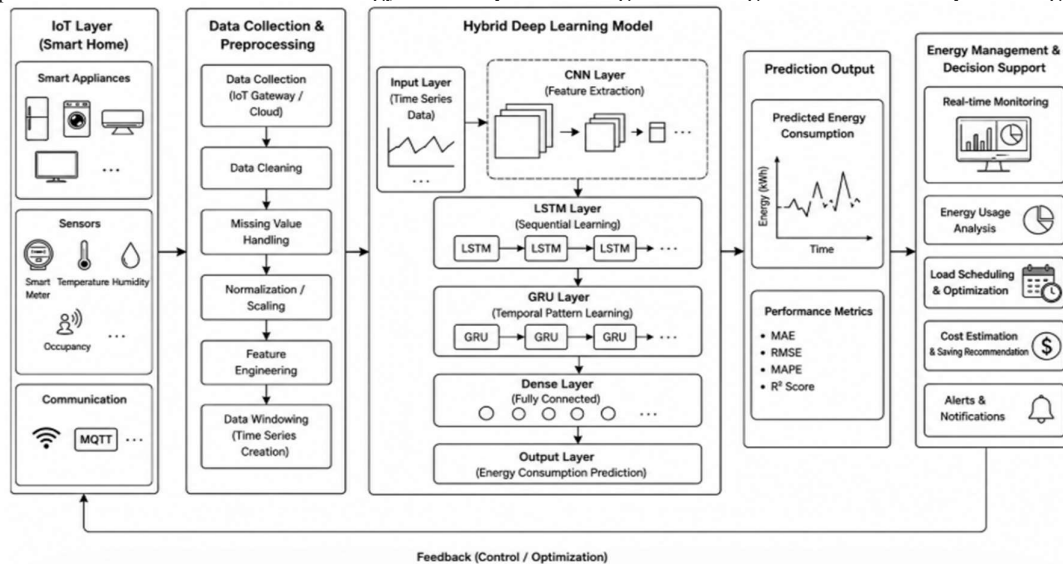 IoT Layer
(Smart Home)
Smart Appliances
...
Sensors
Smart
Meter
Temperature
Humidity
Occupancy
...
Communication
MQTT
...
Data Collection &
Preprocessing
Data Collection
(IoT Gateway /
Cloud)
Data Cleaning
Missing Value
Handling
Normalization /
Scaling
Feature
Engineering
Data Windowing
(Time Series
Creation)
Hybrid Deep Learning Model
Input Layer
(Time Series
Data)
...
CNN Layer
(Feature Extraction)
...
LSTM Layer
(Sequential Learning)
LSTM
LSTM
LSTM
...
GRU Layer
(Temporal Pattern Learning)
GRU
GRU
GRU
...
Dense Layer
(Fully Connected)
...
Output Layer
(Energy Consumption Prediction)
Prediction Output
Predicted Energy
Consumption
Energy (kWh)
Time
Performance Metrics
• MAE
• RMSE
• MAPE
• R² Score
Energy Management &
Decision Support
Real-time Monitoring
Energy Usage
Analysis
Load Scheduling
& Optimization
Cost Estimation
& Saving Recommendation
$
Alerts &
Notifications
Feedback (Control / Optimization)